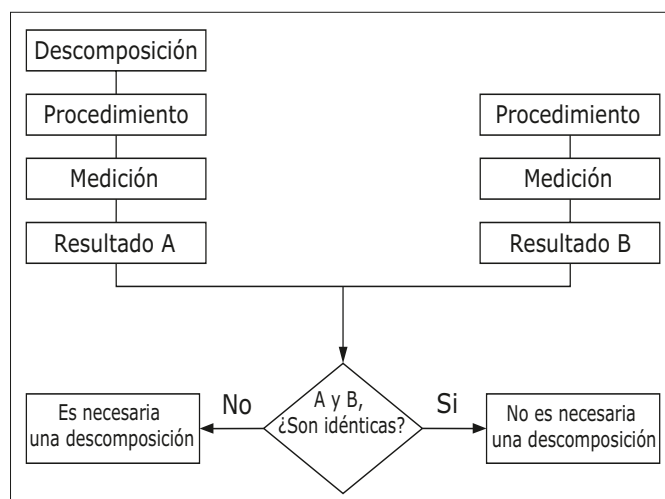 Descomposición
Procedimiento
Procedimiento
Medición
Medición
Resultado A
Resultado B
A y B,
¿Son idénticas?
No
Si
Es necesaria
una descomposición
No es necesaria
una descomposición